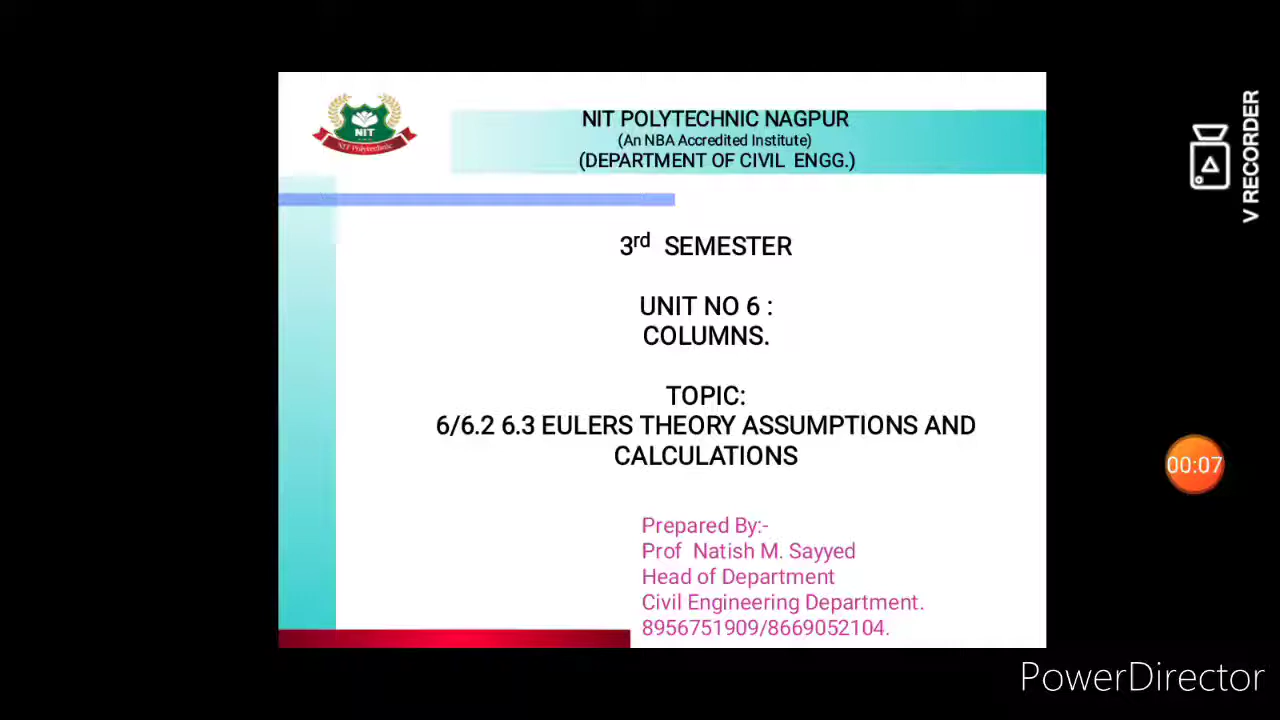 NIT POLYTECHNIC NAGPUR
(An NBA Accredited Institute)
(DEPARTMENT OF CIVIL ENGG.)
NIT
NIT Polytechnic
3rd SEMESTER
UNIT NO 6 :
COLUMNS.
TOPIC:
6/6.2 6.3 EULERS THEORY ASSUMPTIONS AND
CALCULATIONS
Prepared By:-
Prof Natish M. Sayyed
Head of Department
Civil Engineering Department.
8956751909/8669052104.
V RECORDER
00:07
PowerDirector